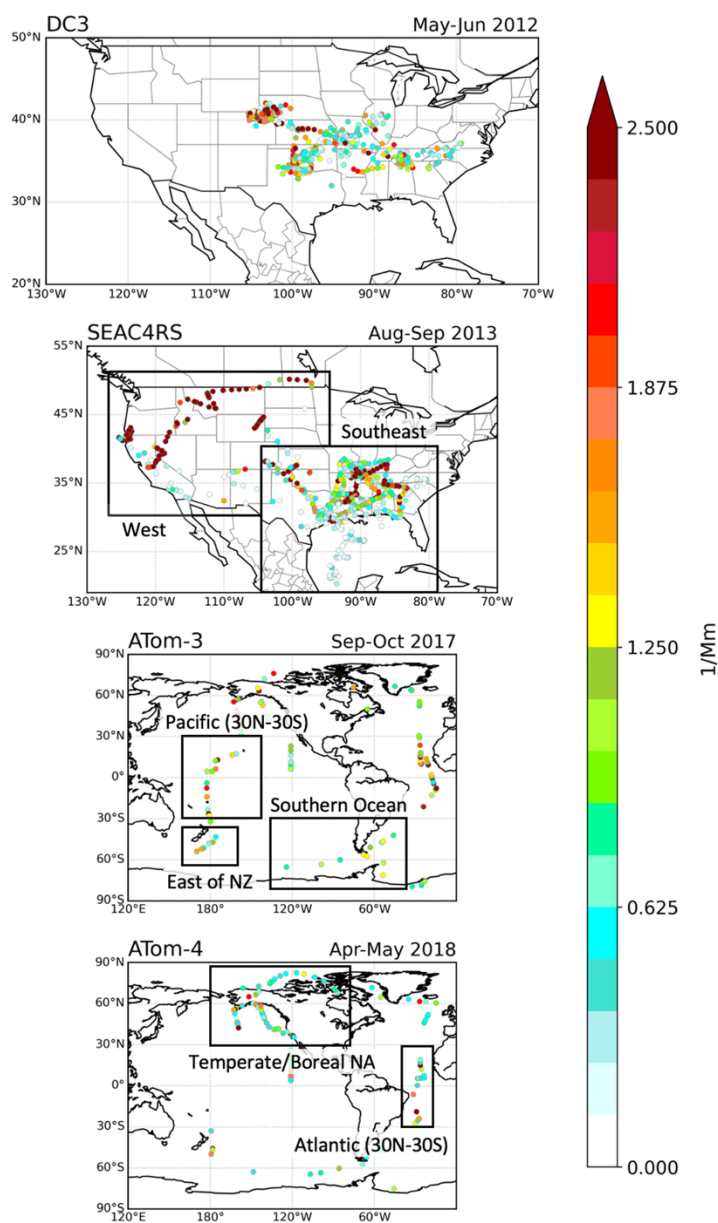 DC3 May-Jun 2012
50°N
40°N
30°N
20°N
130°W 120°W 110°W 100°W 90°W 80°W 70°W
SEAC4RS Aug-Sep 2013
55°N
45°N
Southeast
35°N
West
25°N
130°W 120°W 110°W 100°W 90°W 80°W 70°W
ATom-3 Sep-Oct 2017
90°N
60°N
Pacific (30N-30S)
30°N
0°N
Southern Ocean
30°S
60°S
East of NZ
90°S
120°E 180°W 120°W 60°W
ATom-4 Apr-May 2018
90°N
60°N
30°N
Temperate/Boreal NA
0°N
30°S
Atlantic (30N-30S)
60°S
90°S
120°E 180°W 120°W 60°W
2.500
1.875
1.250
0.625
0.000
1/Mm